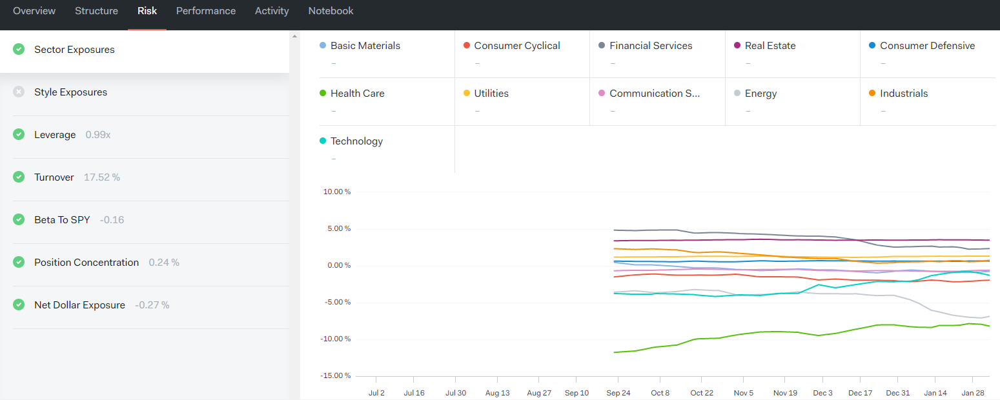 Overview Structure Risk Performance Activity Notebook
Sector Exposures
Style Exposures
Leverage 0.99x
Turnover 17.52 %
Beta To SPY -0.16
Position Concentration 0.24 %
Net Dollar Exposure -0.27 %
Basic Materials Consumer Cyclical Financial Services Real Estate Consumer Defensive
– – – – –
Health Care Utilities Communication S... Energy Industrials
– – – – –
Technology
–
10.00 %
5.00 %
0.00 %
-5.00 %
-10.00 %
-15.00 %
Jul 2 Jul 16 Jul 30 Aug 13 Aug 27 Sep 10 Sep 24 Oct 8 Oct 22 Nov 5 Nov 19 Dec 3 Dec 17 Dec 31 Jan 14 Jan 28